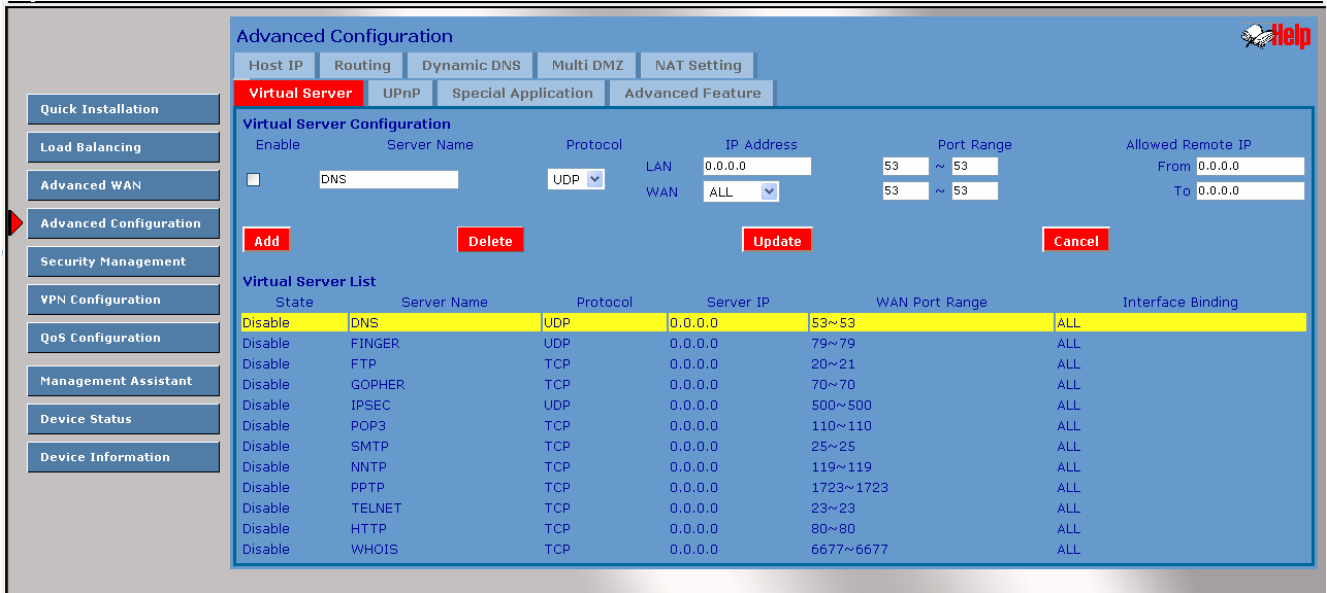 Advanced Configuration
Help
Host IP Routing Dynamic DNS Multi DMZ NAT Setting
Virtual Server UPnP Special Application Advanced Feature
Quick Installation
Load Balancing
Advanced WAN
Advanced Configuration
Security Management
VPN Configuration
QoS Configuration
Management Assistant
Device Status
Device Information
Virtual Server Configuration
Enable Server Name Protocol IP Address Port Range Allowed Remote IP
DNS UDP LAN 0.0.0.0 53 ~ 53 From 0.0.0.0
WAN ALL 53 ~ 53 To 0.0.0.0
Add Delete Update Cancel
Virtual Server List
State Server Name Protocol Server IP WAN Port Range Interface Binding
Disable DNS UDP 0.0.0.0 53~53 ALL
Disable FINGER UDP 0.0.0.0 79~79 ALL
Disable FTP TCP 0.0.0.0 20~21 ALL
Disable GOPHER TCP 0.0.0.0 70~70 ALL
Disable IPSEC UDP 0.0.0.0 500~500 ALL
Disable POP3 TCP 0.0.0.0 110~110 ALL
Disable SMTP TCP 0.0.0.0 25~25 ALL
Disable NNTP TCP 0.0.0.0 119~119 ALL
Disable PPTP TCP 0.0.0.0 1723~1723 ALL
Disable TELNET TCP 0.0.0.0 23~23 ALL
Disable HTTP TCP 0.0.0.0 80~80 ALL
Disable WHOIS TCP 0.0.0.0 6677~6677 ALL